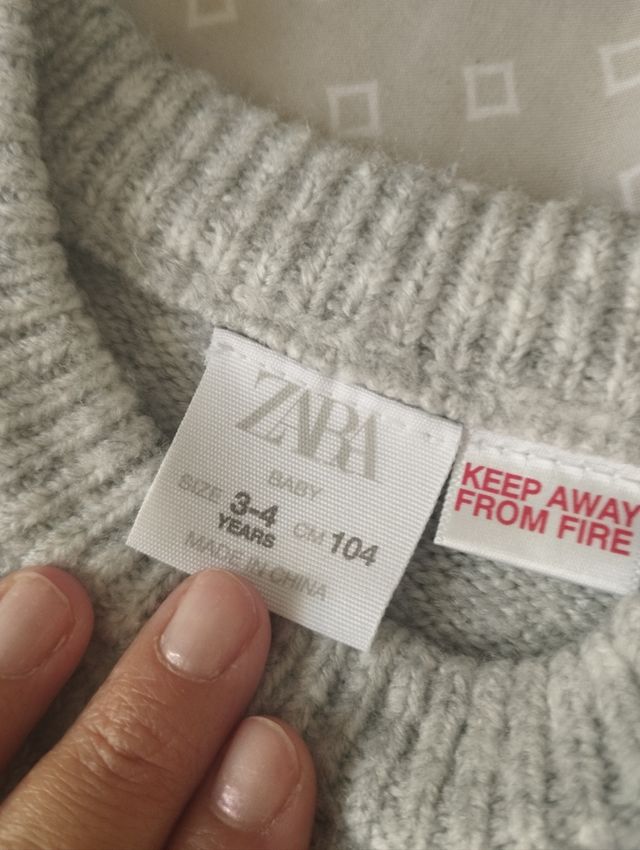 ZARA
BABY
SIZE 3-4 YEARS CM 104
MADE IN CHINA
KEEP AWAY
FROM FIRE